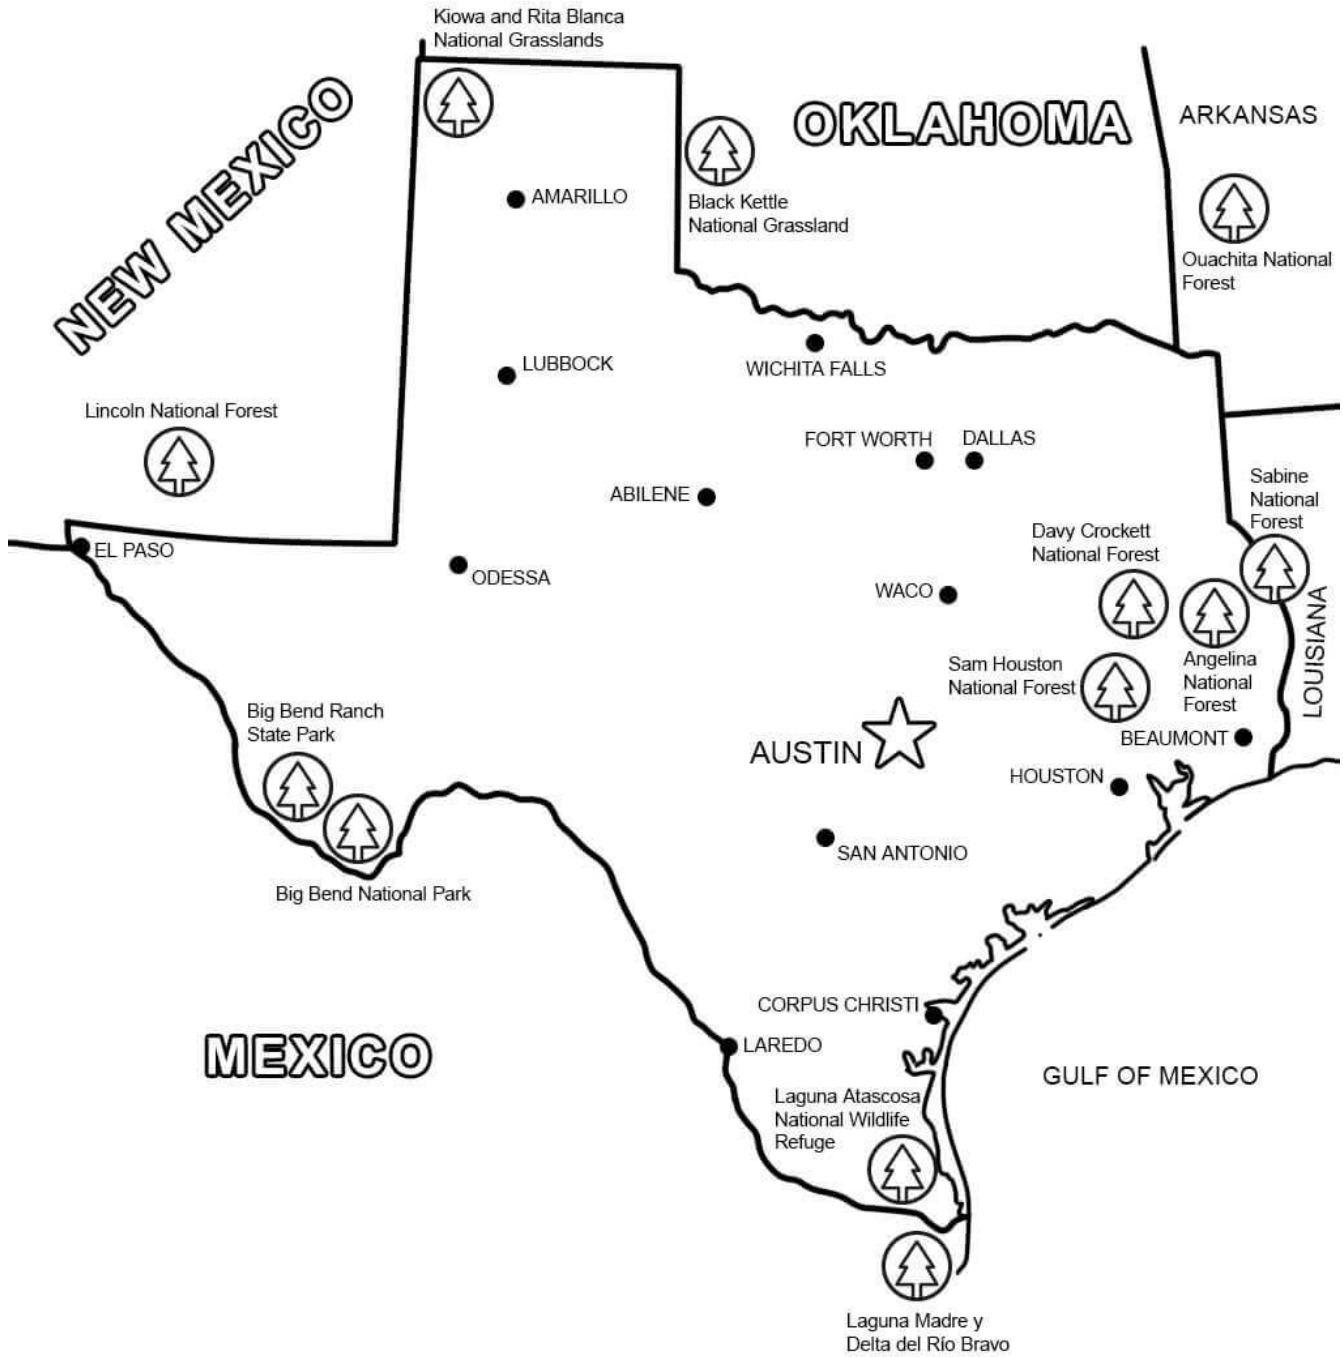 Kiowa and Rita Blanca
National Grasslands
NEW MEXICO
OKLAHOMA
ARKANSAS
AMARILLO
Black Kettle
National Grassland
Ouachita National
Forest
LUBBOCK
WICHITA FALLS
Lincoln National Forest
FORT WORTH
DALLAS
ABILENE
Sabine
National
Forest
EL PASO
ODESSA
Davy Crockett
National Forest
WACO
LOUISIANA
Sam Houston
National Forest
Angelina
National
Forest
Big Bend Ranch
State Park
AUSTIN
BEAUMONT
HOUSTON
SAN ANTONIO
Big Bend National Park
CORPUS CHRISTI
MEXICO
LAREDO
GULF OF MEXICO
Laguna Atascosa
National Wildlife
Refuge
Laguna Madre y
Delta del Río Bravo